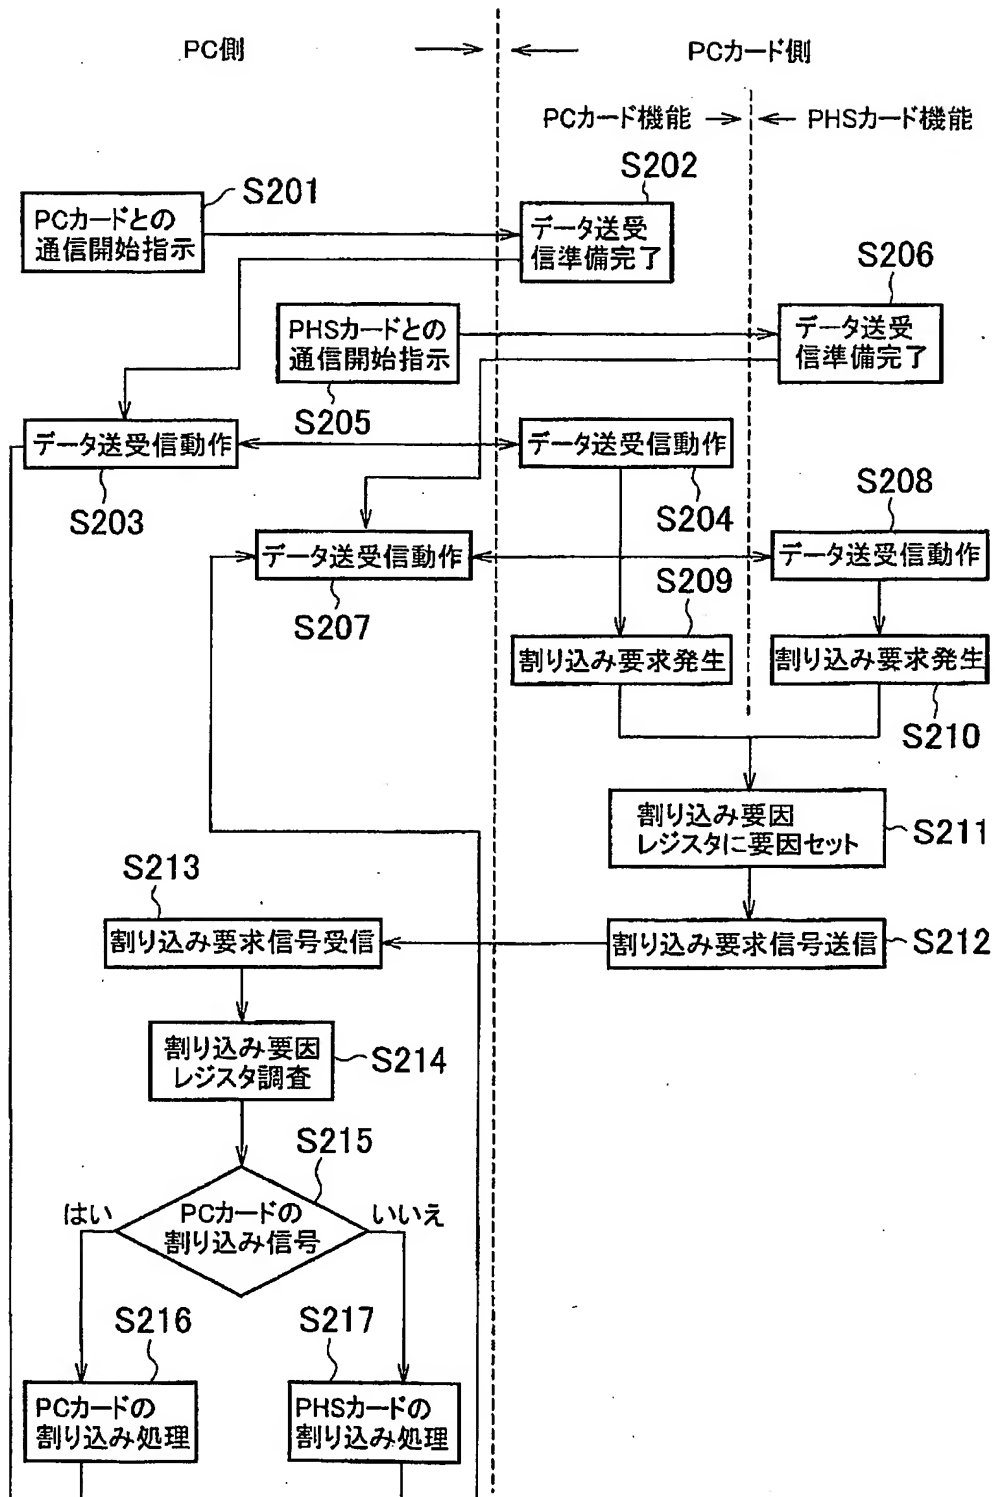 PC側
PCカード側
PCカード機能
PHSカード機能
S201
PCカードとの
通信開始指示
S202
データ送受
信準備完了
S206
データ送受
信準備完了
PHSカードとの
通信開始指示
S205
データ送受信動作
S203
データ送受信動作
S204
S208
データ送受信動作
データ送受信動作
S207
S209
割り込み要求発生
割り込み要求発生
S210
割り込み要因
レジスタに要因セット
S211
S213
割り込み要求信号受信
割り込み要求信号送信
S212
割り込み要因
レジスタ調査
S214
S215
はい
PCカードの
割り込み信号
いいえ
S216
PCカードの
割り込み処理
S217
PHSカードの
割り込み処理